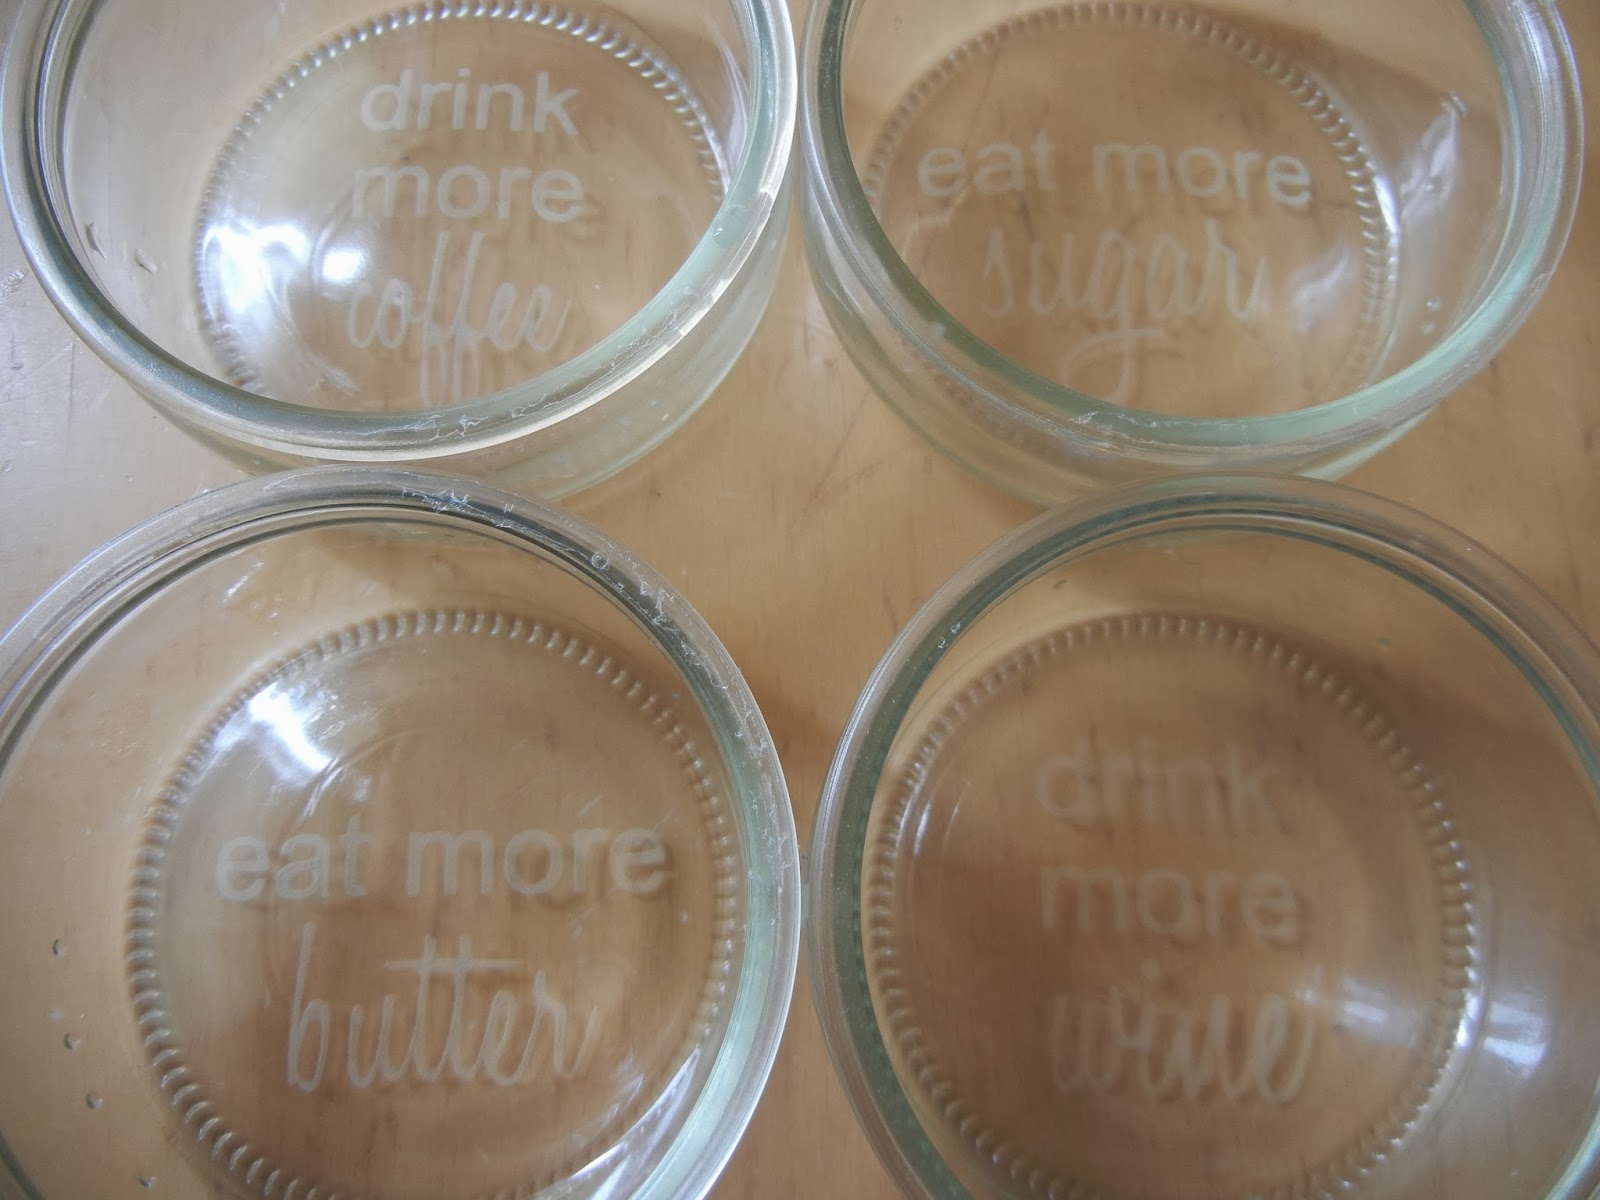 drink
more
coffee
eat more
sugar
eat more
butter
drink
more
wine